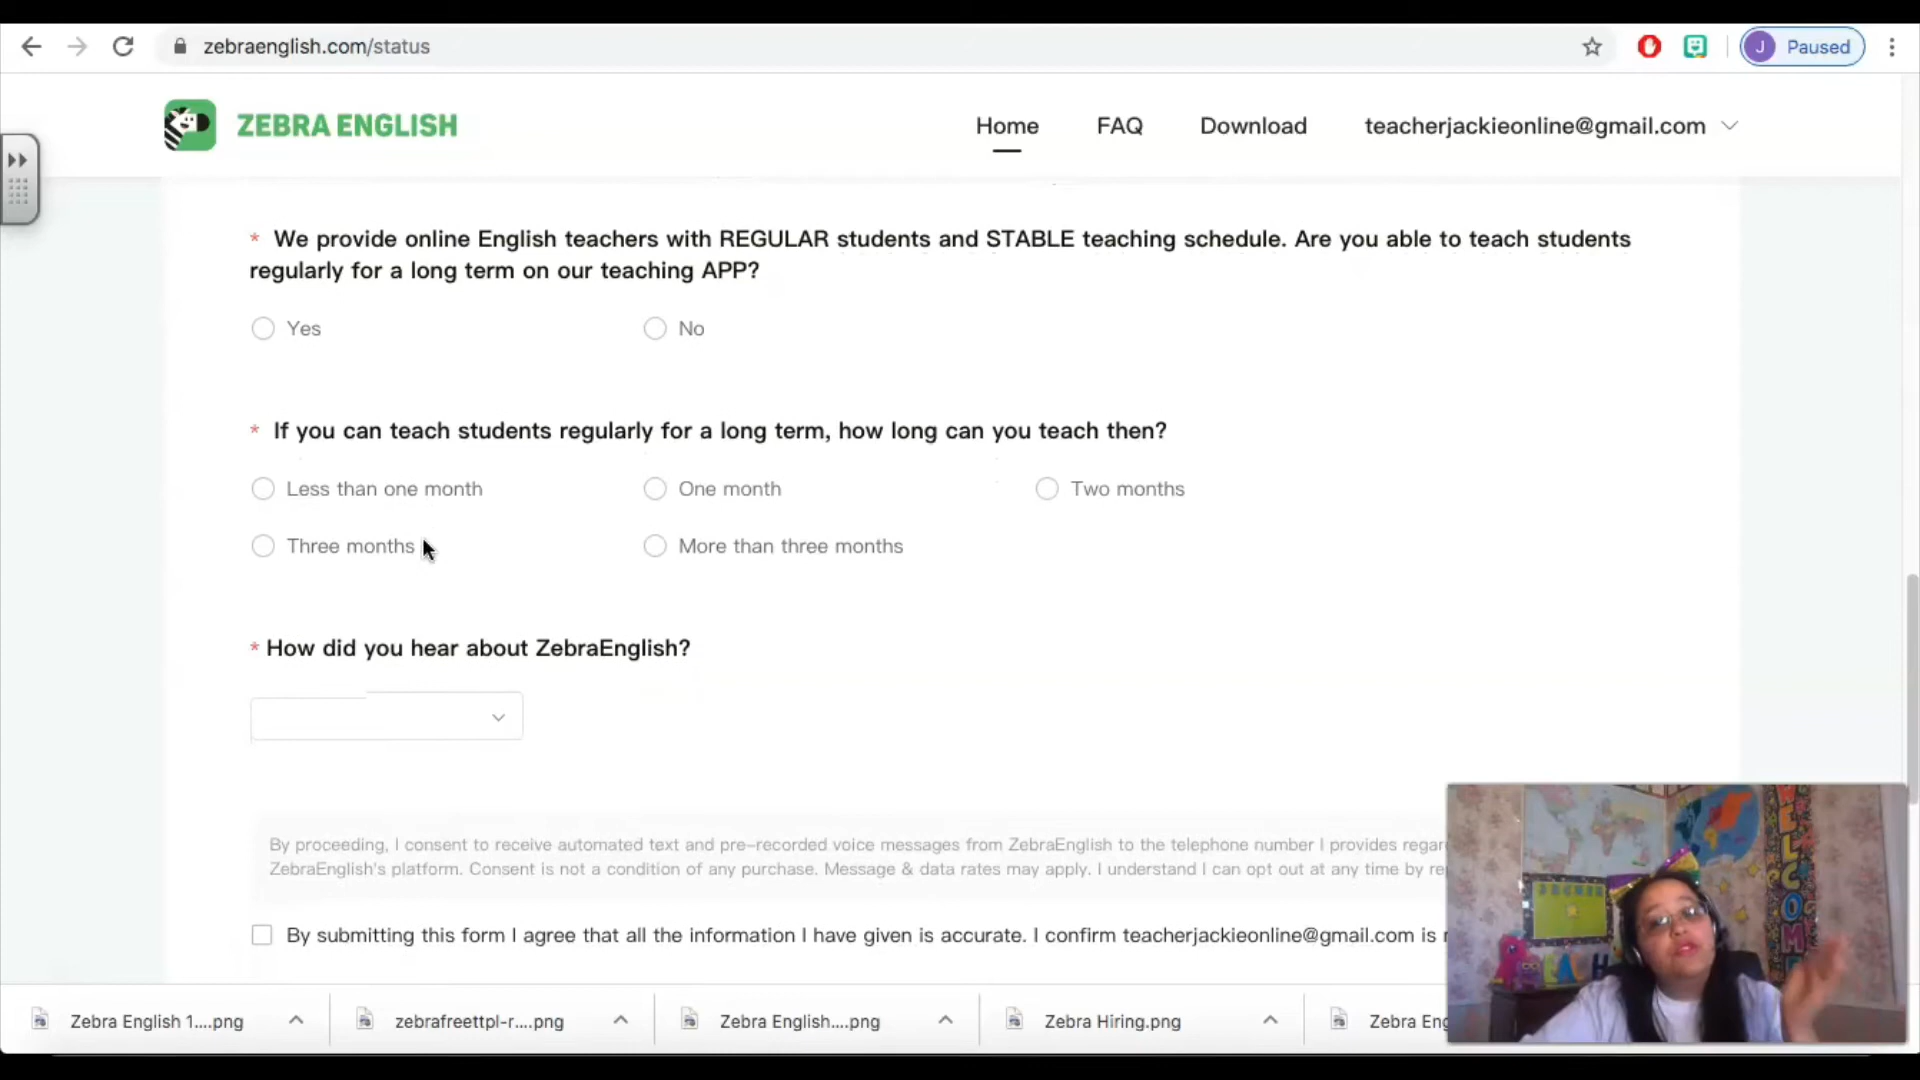 zebraenglish.com/status
J Paused
ZEBRA ENGLISH
Home FAQ Download teacherjackieonline@gmail.com
* We provide online English teachers with REGULAR students and STABLE teaching schedule. Are you able to teach students
regularly for a long term on our teaching APP?
Yes No
* If you can teach students regularly for a long term, how long can you teach then?
Less than one month One month Two months
Three months More than three months
* How did you hear about ZebraEnglish?
By proceeding, I consent to receive automated text and pre-recorded voice messages from ZebraEnglish to the telephone number I provides regar
ZebraEnglish's platform. Consent is not a condition of any purchase. Message & data rates may apply. I understand I can opt out at any time by re
By submitting this form I agree that all the information I have given is accurate. I confirm teacherjackieonline@gmail.com is
WELCOME
Zebra English 1....png zebrafreettpl-r....png Zebra English....png Zebra Hiring.png Zebra Eng